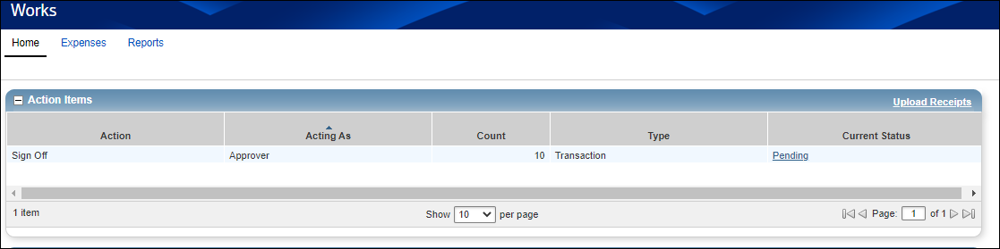 Works
Home Expenses Reports
Action Items Upload Receipts
Action Acting As Count Type Current Status
Sign Off Approver 10 Transaction Pending
1 item Show 10 per page Page: 1 of 1